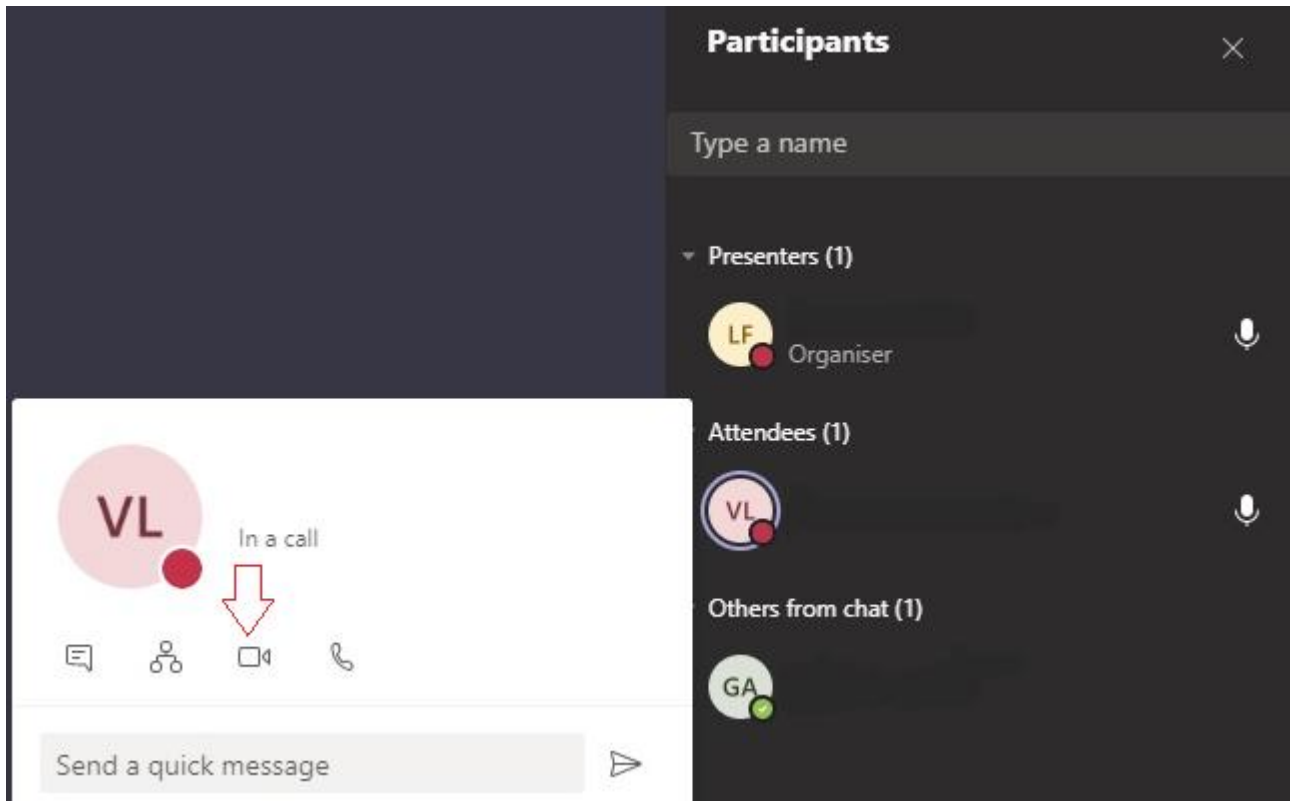 Participants
Type a name
Presenters (1)
LF
Organiser
Attendees (1)
VL
Others from chat (1)
GA
VL
In a call
Send a quick message